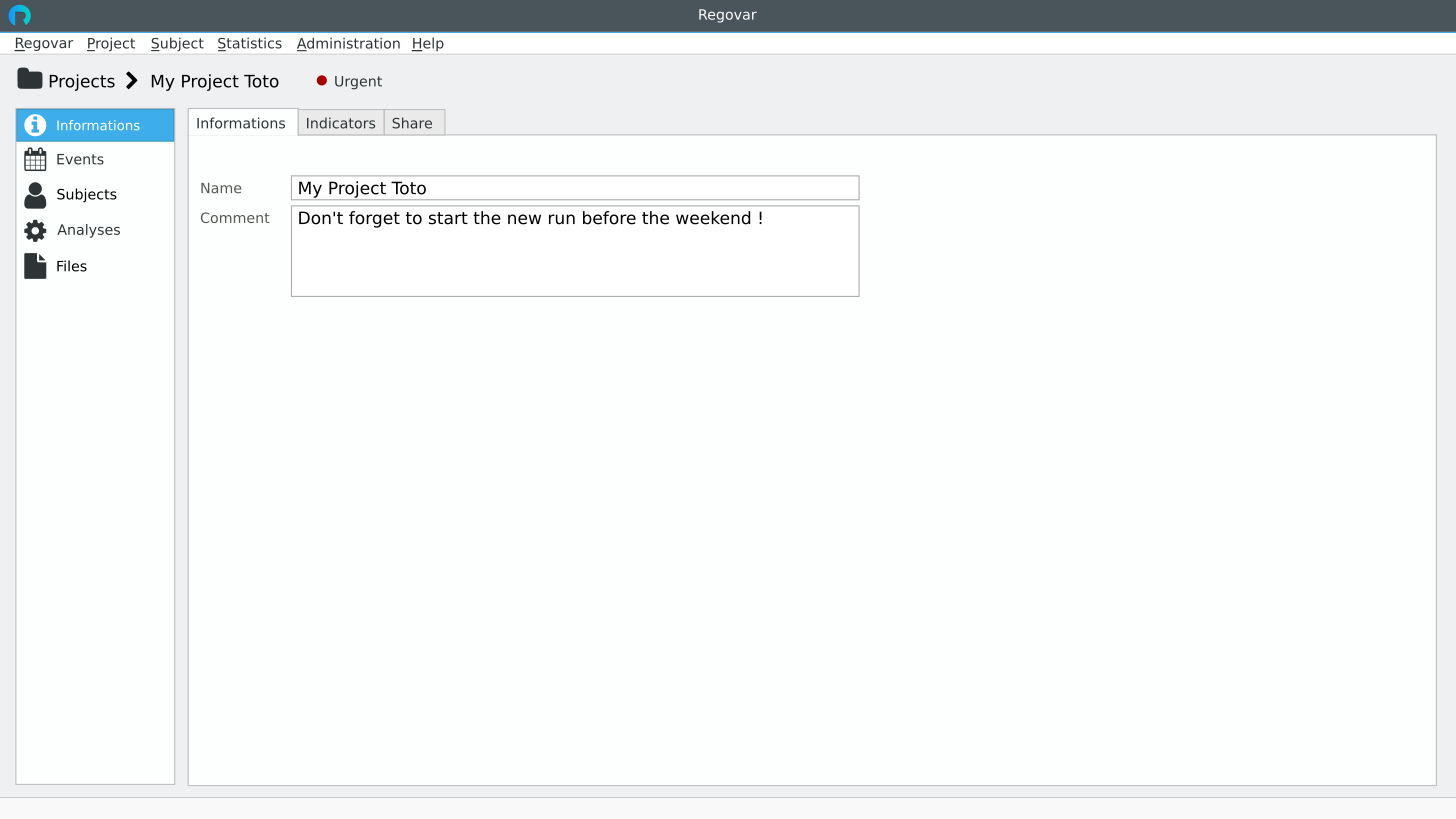 Regovar
Regovar Project Subject Statistics Administration Help
Projects My Project Toto Urgent
Informations
Events
Subjects
Analyses
Files
Informations Indicators Share
Name My Project Toto
Comment Don't forget to start the new run before the weekend !